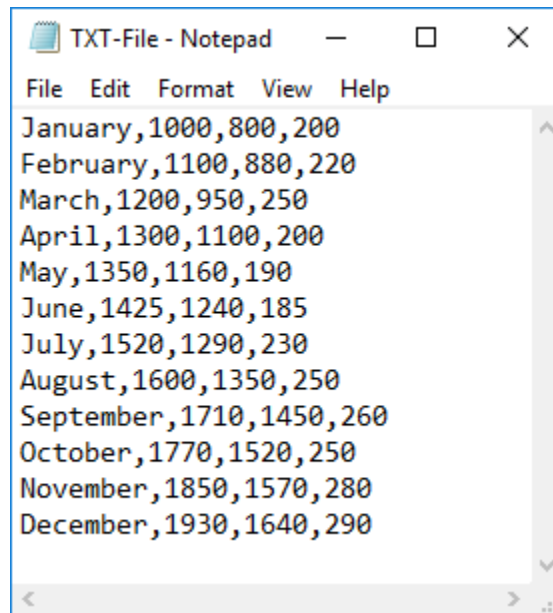 TXT-File - Notepad
File Edit Format View Help
January,1000,800,200
February,1100,880,220
March,1200,950,250
April,1300,1100,200
May,1350,1160,190
June,1425,1240,185
July,1520,1290,230
August,1600,1350,250
September,1710,1450,260
October,1770,1520,250
November,1850,1570,280
December,1930,1640,290